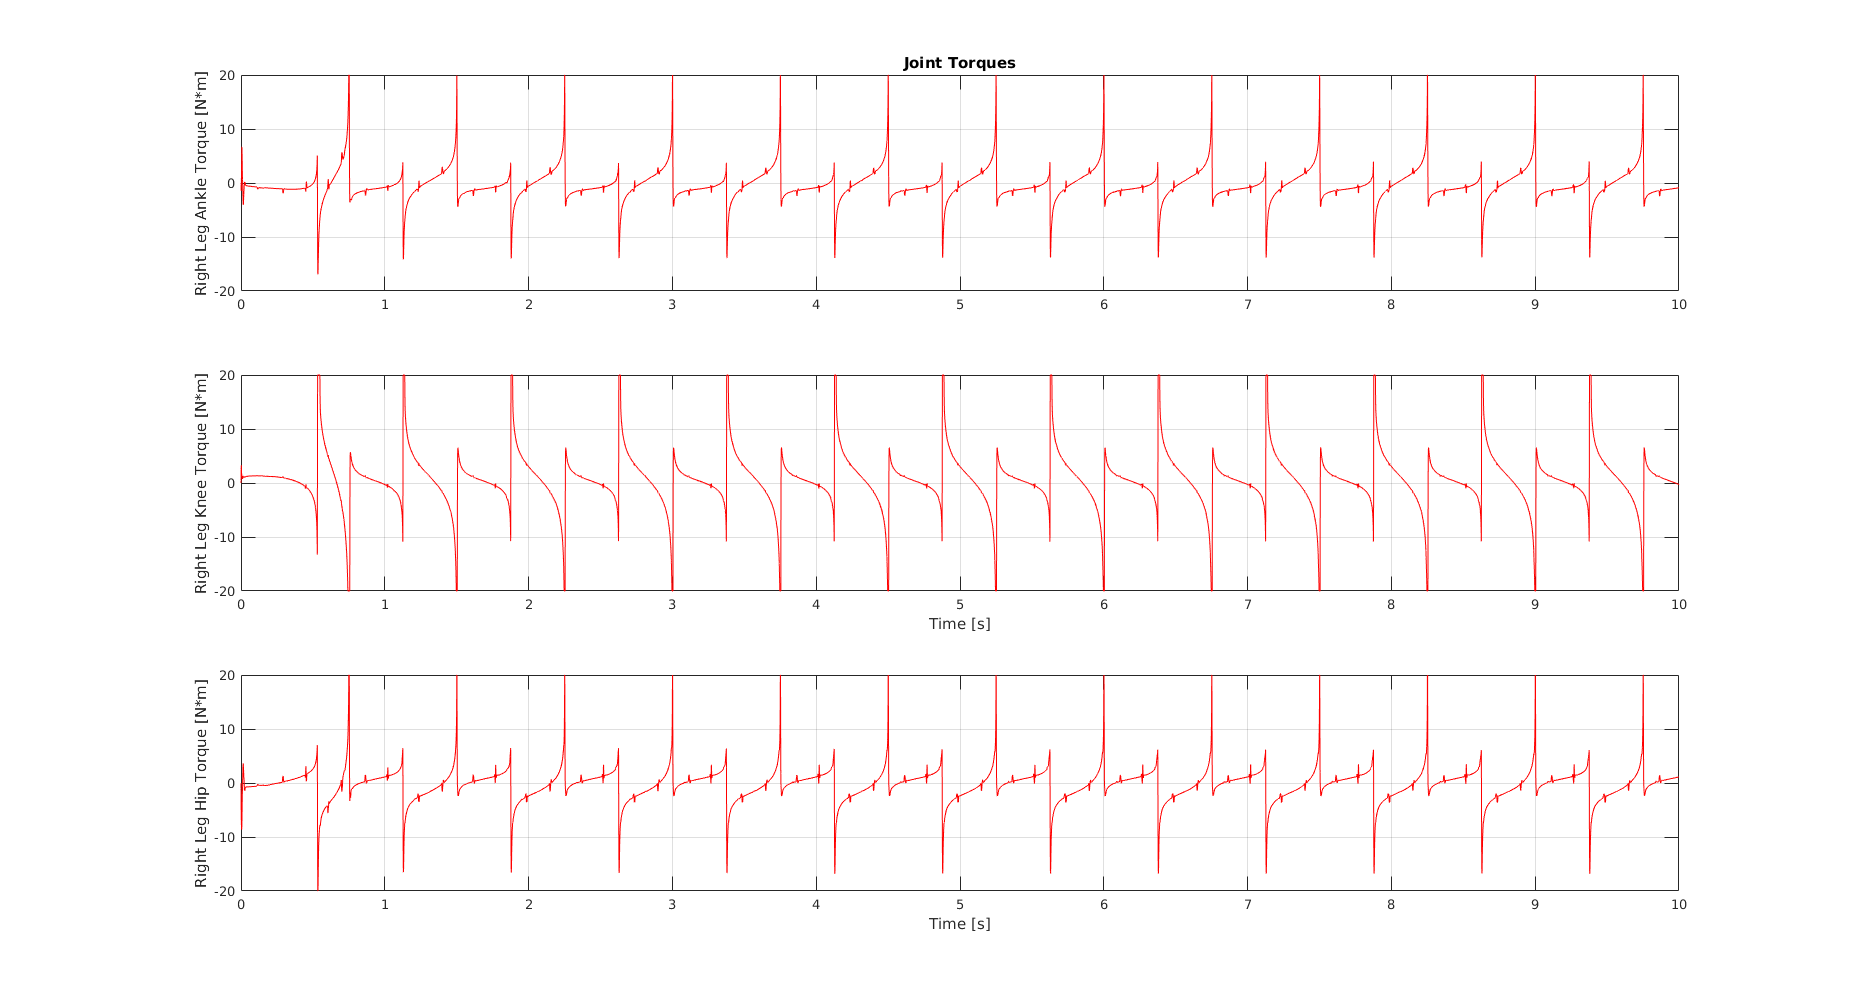 Joint Torques
Right Leg Ankle Torque [N*m]
20
10
0
-10
-20
0 1 2 3 4 5 6 7 8 9 10
Right Leg Knee Torque [N*m]
20
10
0
-10
-20
0 1 2 3 4 5 6 7 8 9 10
Time [s]
Right Leg Hip Torque [N*m]
20
10
0
-10
-20
0 1 2 3 4 5 6 7 8 9 10
Time [s]